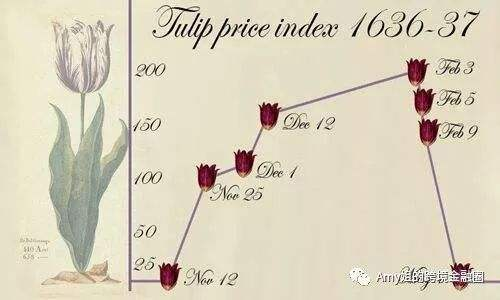 Tulip price index 1636-37
200
Feb 3
Feb 5
150
Dec 12
Feb 9
100
Dec 1
Nov 25
50
25
Nov 12
May
Amy姐的跨境金融圈